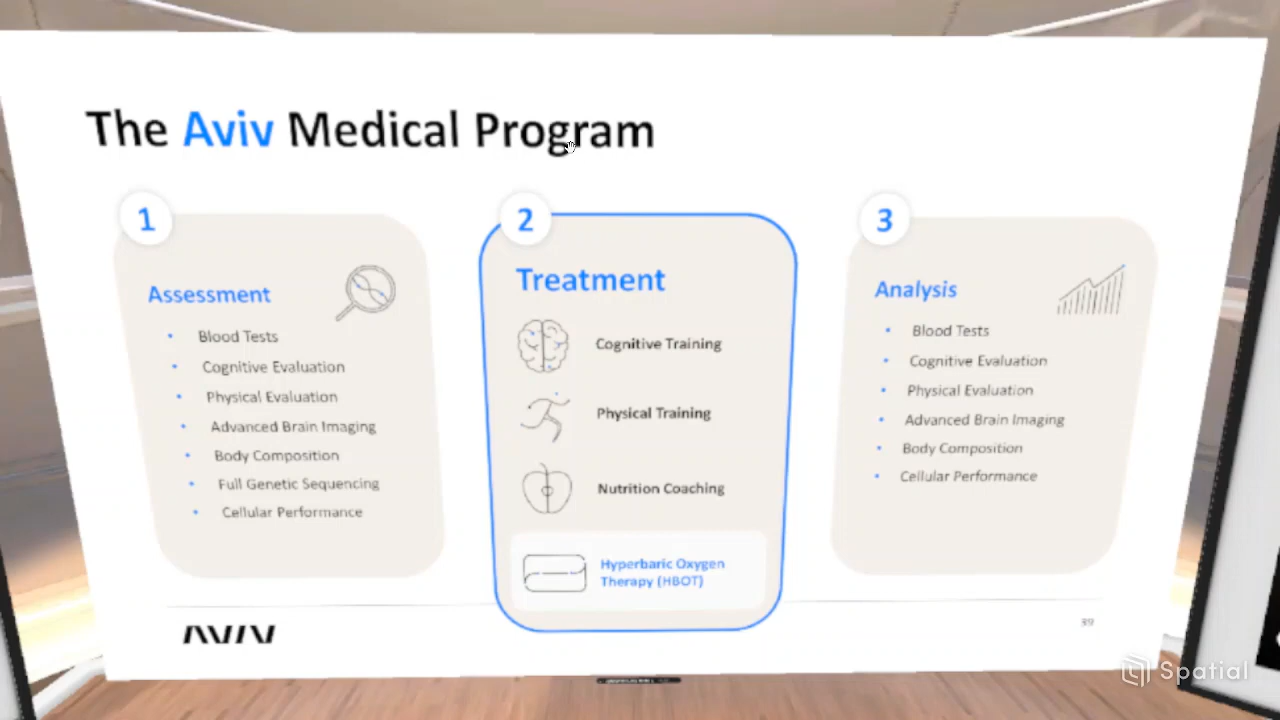 The Aviv Medical Program
1
Assessment
• Blood Tests
• Cognitive Evaluation
• Physical Evaluation
• Advanced Brain Imaging
• Body Composition
• Full Genetic Sequencing
• Cellular Performance
2
Treatment
Cognitive Training
Physical Training
Nutrition Coaching
Hyperbaric Oxygen
Therapy (HBOT)
3
Analysis
• Blood Tests
• Cognitive Evaluation
• Physical Evaluation
• Advanced Brain Imaging
• Body Composition
• Cellular Performance
AVIV
39
Spatial